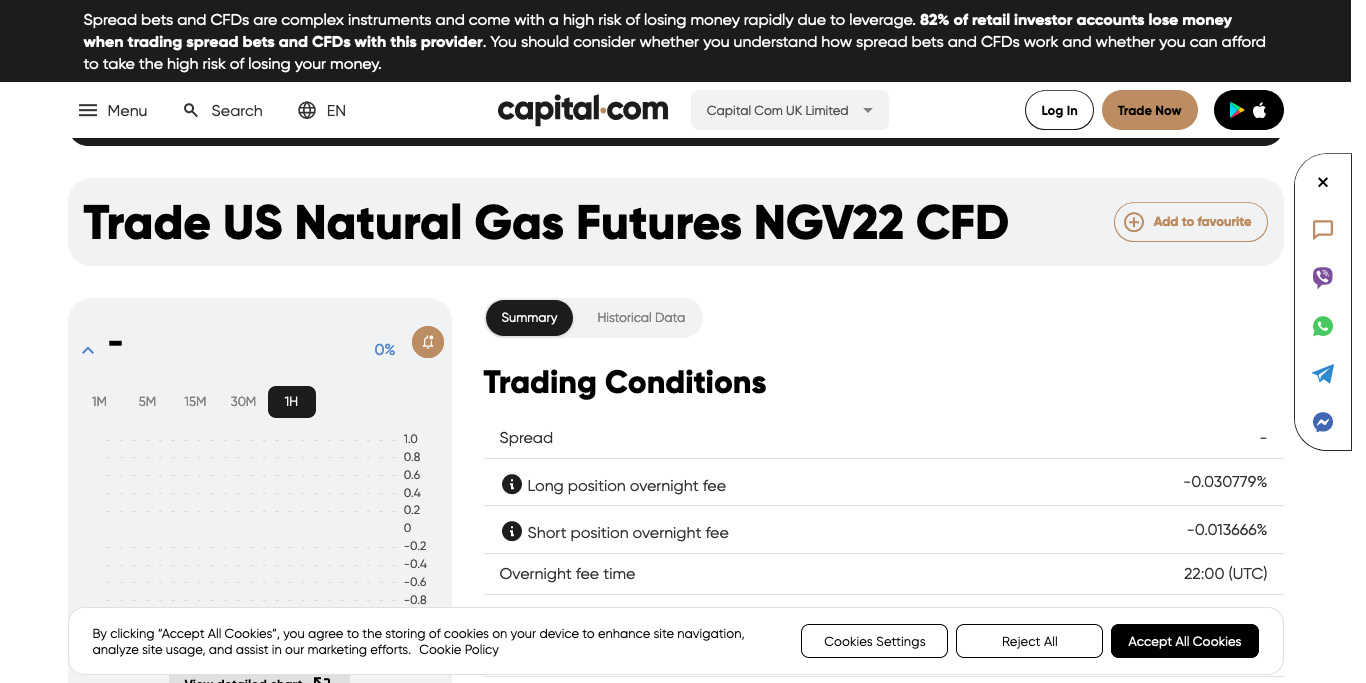 Spread bets and CFDs are complex instruments and come with a high risk of losing money rapidly due to leverage. 82% of retail investor accounts lose money
when trading spread bets and CFDs with this provider. You should consider whether you understand how spread bets and CFDs work and whether you can afford
to take the high risk of losing your money.
Menu
Search
EN
capital.com
Capital Com UK Limited
Log In
Trade Now
Trade US Natural Gas Futures NGV22 CFD
Add to favourite
-
0%
1M 5M 15M 30M 1H
1.0
0.8
0.6
0.4
0.2
0
-0.2
-0.4
-0.6
-0.8
Summary
Historical Data
Trading Conditions
Spread -
Long position overnight fee -0.030779%
Short position overnight fee -0.013666%
Overnight fee time 22:00 (UTC)
By clicking “Accept All Cookies”, you agree to the storing of cookies on your device to enhance site navigation,
analyze site usage, and assist in our marketing efforts. Cookie Policy
Cookies Settings
Reject All
Accept All Cookies
View detailed chart